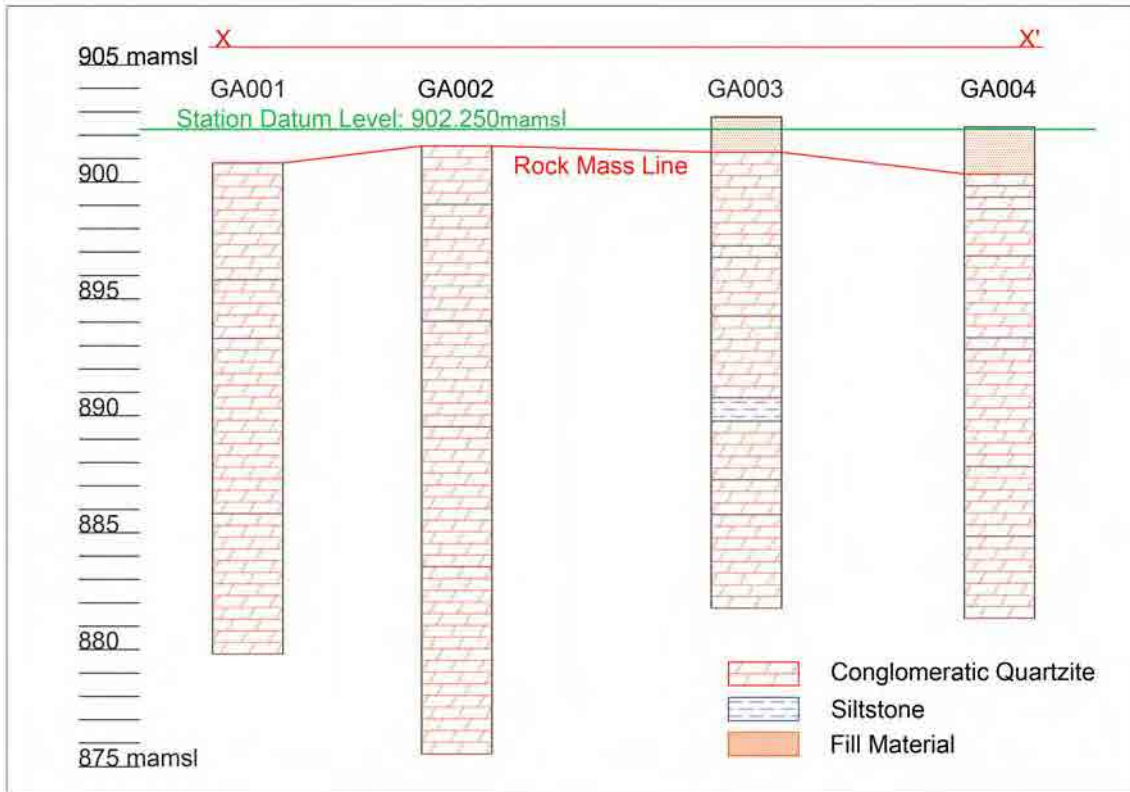 X X'
905 mamsl
GA001 GA002 GA003 GA004
Station Datum Level: 902.250mamsl
Rock Mass Line
900
895
890
885
880
Conglomeratic Quartzite
Siltstone
Fill Material
875 mamsl